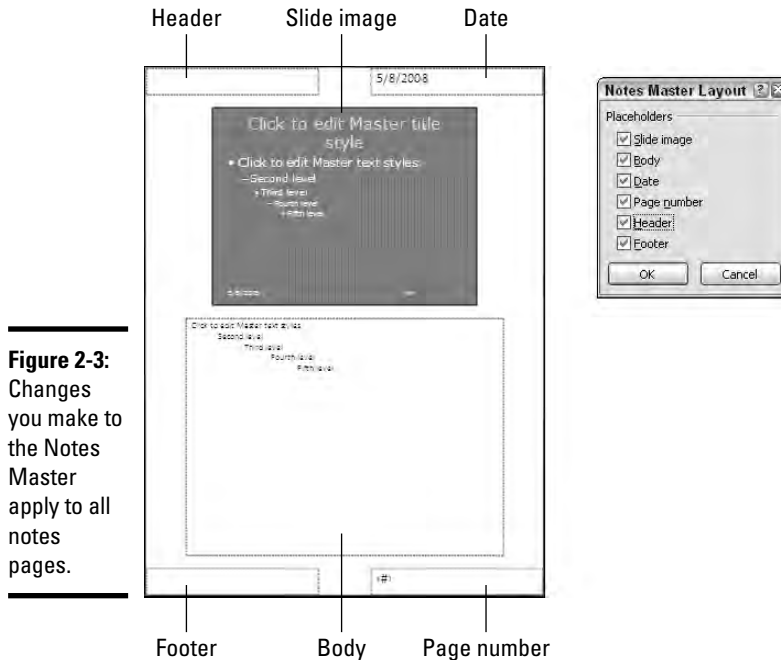 Header Slide image Date
5/8/2008
Click to edit Master title
style
• Click to edit Master text styles
– Second level
• Third level
– Fourth level
• Fifth level
Click to edit Master text styles
Second level
Third level
Fourth level
Fifth level
‹#›
Footer Body Page number
Notes Master Layout
Placeholders
Slide image
Body
Date
Page number
Header
Footer
OK Cancel
Figure 2-3:
Changes
you make to
the Notes
Master
apply to all
notes
pages.